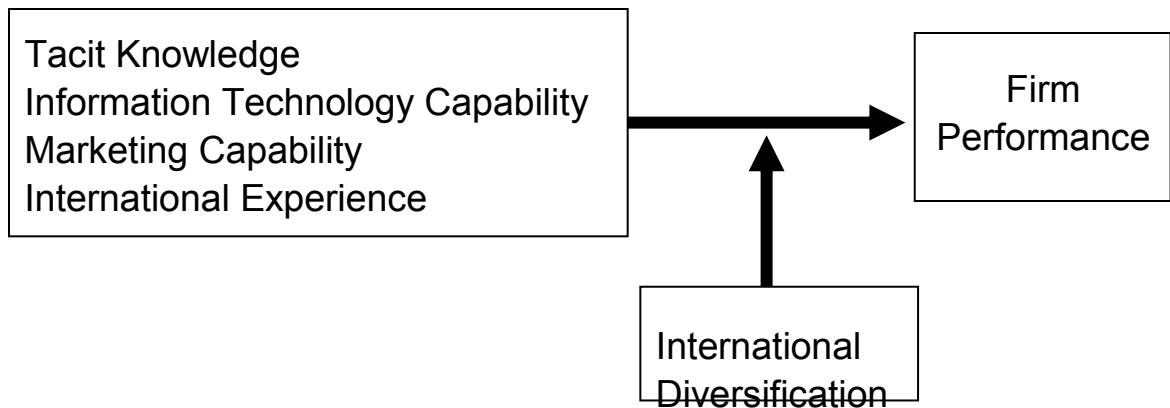 Tacit Knowledge
Information Technology Capability
Marketing Capability
International Experience
Firm
Performance
International
Diversification